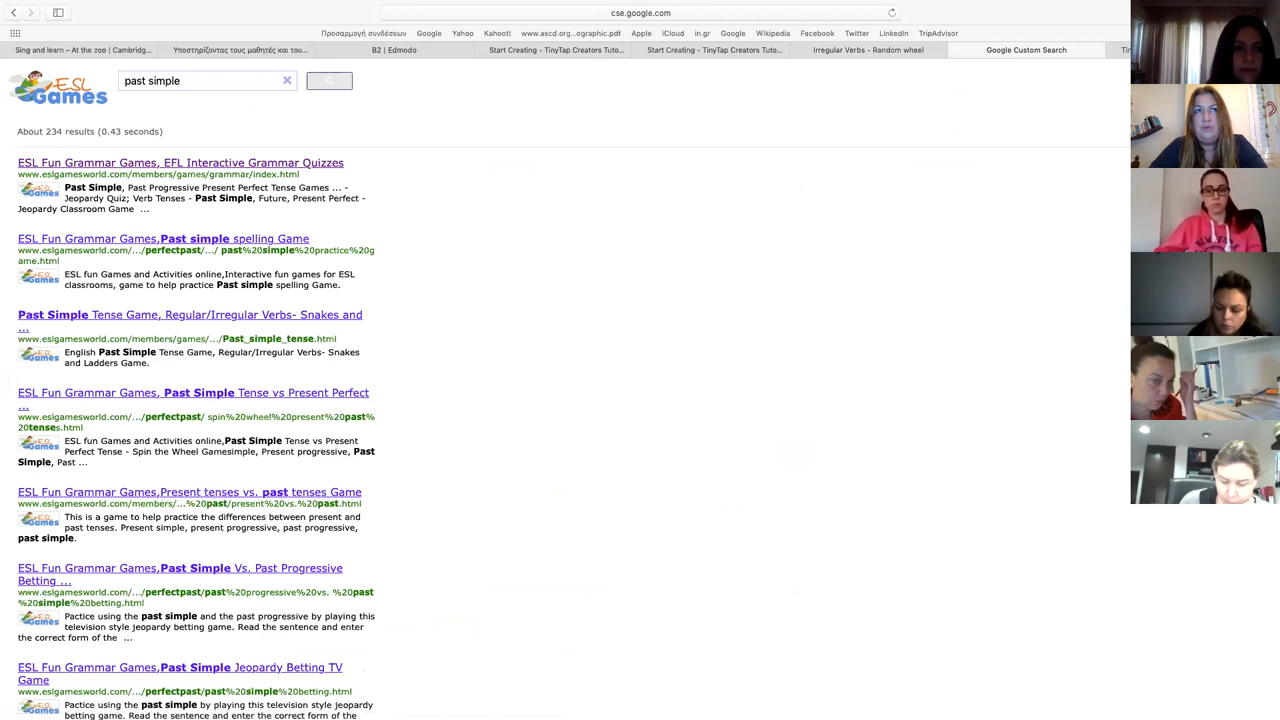 cse.google.com
Προσαρμογή συνδέσεων Google Yahoo Kahoot! www.ascd.org...ographic.pdf Apple iCloud in.gr Google Wikipedia Facebook Twitter LinkedIn TripAdvisor
Sing and learn – At the zoo | Cambridg... Υποστηρίζοντας τους μαθητές και του... B2 | Edmodo Start Creating - TinyTap Creators Tuto... Start Creating - TinyTap Creators Tuto... Irregular Verbs - Random wheel Google Custom Search
ESL
Games
past simple
About 234 results (0.43 seconds)
ESL Fun Grammar Games, EFL Interactive Grammar Quizzes
www.eslgamesworld.com/members/games/grammar/index.html
Past Simple, Past Progressive Present Perfect Tense Games ... -
Jeopardy Quiz; Verb Tenses - Past Simple, Future, Present Perfect -
Jeopardy Classroom Game ...
ESL Fun Grammar Games,Past simple spelling Game
www.eslgamesworld.com/.../perfectpast/.../ past%20simple%20practice%20g
ame.html
ESL fun Games and Activities online,Interactive fun games for ESL
classrooms, game to help practice Past simple spelling Game.
Past Simple Tense Game, Regular/Irregular Verbs- Snakes and
...
www.eslgamesworld.com/members/games/.../Past_simple_tense.html
English Past Simple Tense Game, Regular/Irregular Verbs- Snakes
and Ladders Game.
ESL Fun Grammar Games, Past Simple Tense vs Present Perfect
...
www.eslgamesworld.com/.../perfectpast/ spin%20wheel%20present%20past%
20tenses.html
ESL fun Games and Activities online,Past Simple Tense vs Present
Perfect Tense - Spin the Wheel Gamesimple, Present progressive, Past
Simple, Past ...
ESL Fun Grammar Games,Present tenses vs. past tenses Game
www.eslgamesworld.com/members/...%20past/present%20vs.%20past.html
This is a game to help practice the differences between present and
past tenses. Present simple, present progressive, past progressive,
past simple.
ESL Fun Grammar Games,Past Simple Vs. Past Progressive
Betting ...
www.eslgamesworld.com/.../perfectpast/past%20progressive%20vs. %20past
%20simple%20betting.html
Pactice using the past simple and the past progressive by playing this
television style jeopardy betting game. Read the sentence and enter
the correct form of the ...
ESL Fun Grammar Games,Past Simple Jeopardy Betting TV
Game
www.eslgamesworld.com/.../perfectpast/past%20simple%20betting.html
Pactice using the past simple by playing this television style jeopardy
betting game. Read the sentence and enter the correct form of the